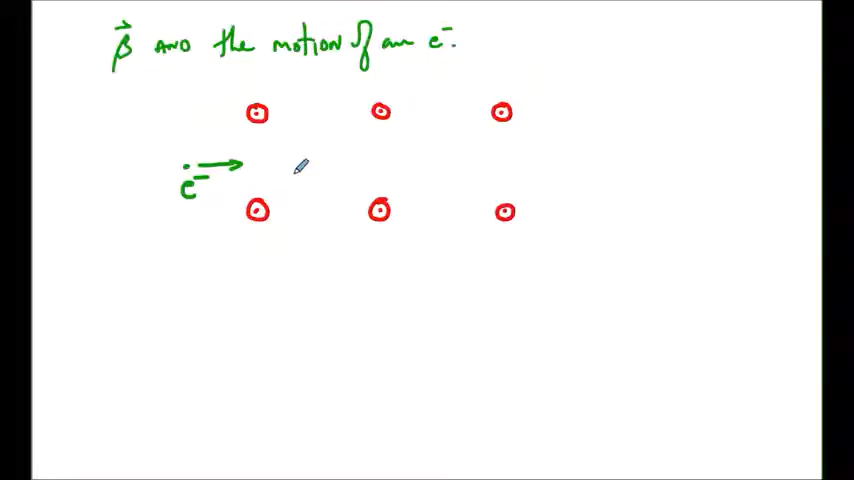 β⃗ AND the motion of an e⁻.
e⁻